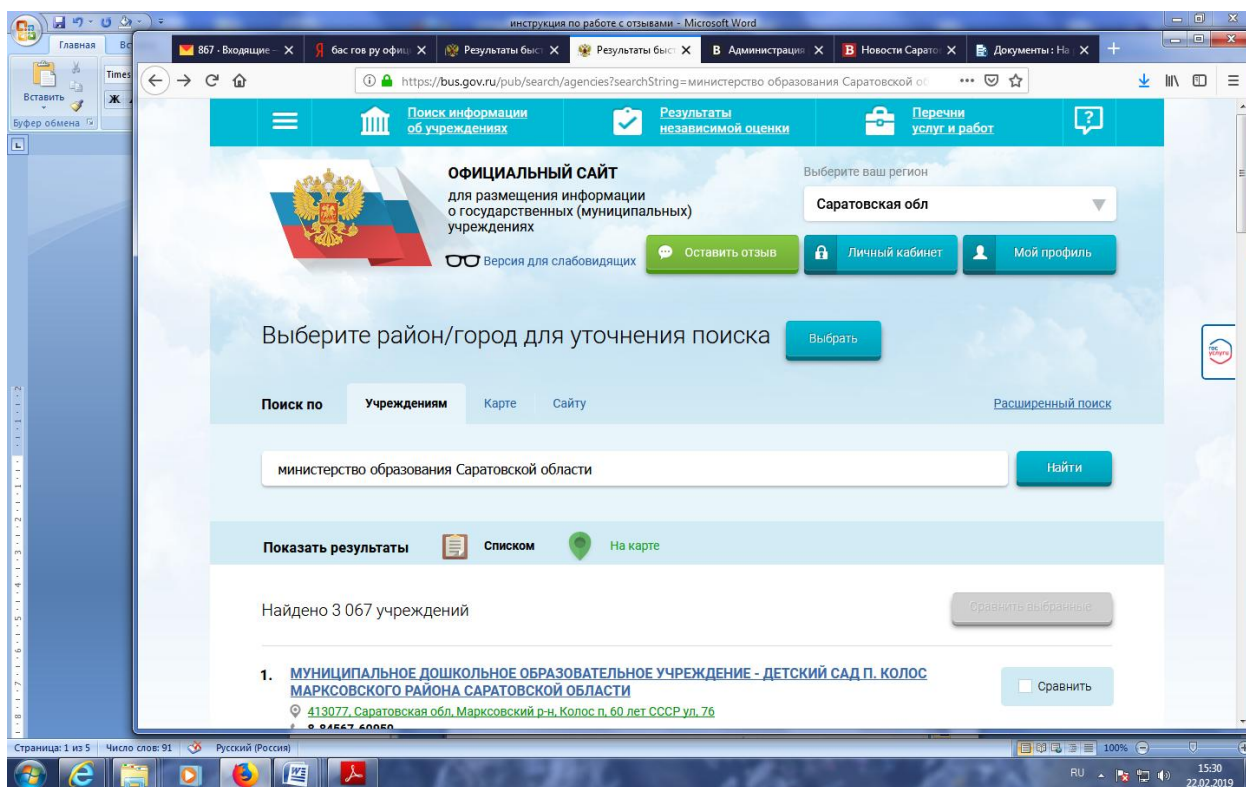 инструкция по работе с отзывами - Microsoft Word
Главная
Вс
Вставить
Times
Ж
Буфер обмена
867 · Входящие –
бас гов ру офиц
Результаты быст
Результаты быст
Администрация
Новости Сарато
Документы : На
https://bus.gov.ru/pub/search/agencies?searchString=министерство образования Саратовской об
Поиск информации
об учреждениях
Результаты
независимой оценки
Перечни
услуг и работ
ОФИЦИАЛЬНЫЙ САЙТ
для размещения информации
о государственных (муниципальных)
учреждениях
Версия для слабовидящих
Выберите ваш регион
Саратовская обл
Оставить отзыв
Личный кабинет
Мой профиль
Выберите район/город для уточнения поиска
Выбрать
гос
услуги
Поиск по
Учреждениям
Карте
Сайту
Расширенный поиск
министерство образования Саратовской области
Найти
Показать результаты
Списком
На карте
Найдено 3 067 учреждений
Сравнить выбранные
1. МУНИЦИПАЛЬНОЕ ДОШКОЛЬНОЕ ОБРАЗОВАТЕЛЬНОЕ УЧРЕЖДЕНИЕ - ДЕТСКИЙ САД П. КОЛОС
МАРКСОВСКОГО РАЙОНА САРАТОВСКОЙ ОБЛАСТИ
Сравнить
413077, Саратовская обл, Марксовский р-н, Колос п, 60 лет СССР ул, 76
8-84567-60050
Страница: 1 из 5
Число слов: 91
Русский (Россия)
100%
RU
15:30
22.02.2019